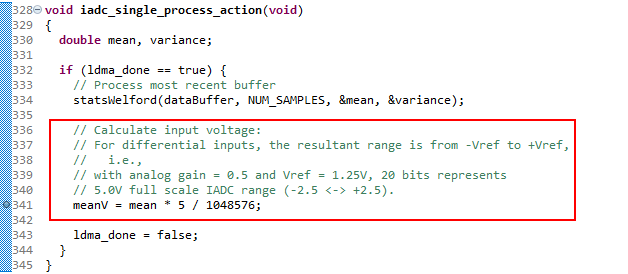 328 void iadc_single_process_action(void)
329 {
330 double mean, variance;
331
332 if (ldma_done == true) {
333 // Process most recent buffer
334 statsWelford(dataBuffer, NUM_SAMPLES, &mean, &variance);
335
336 // Calculate input voltage:
337 // For differential inputs, the resultant range is from -Vref to +Vref,
338 // i.e.,
339 // with analog gain = 0.5 and Vref = 1.25V, 20 bits represents
340 // 5.0V full scale IADC range (-2.5 <-> +2.5).
341 meanV = mean * 5 / 1048576;
342
343 ldma_done = false;
344 }
345 }